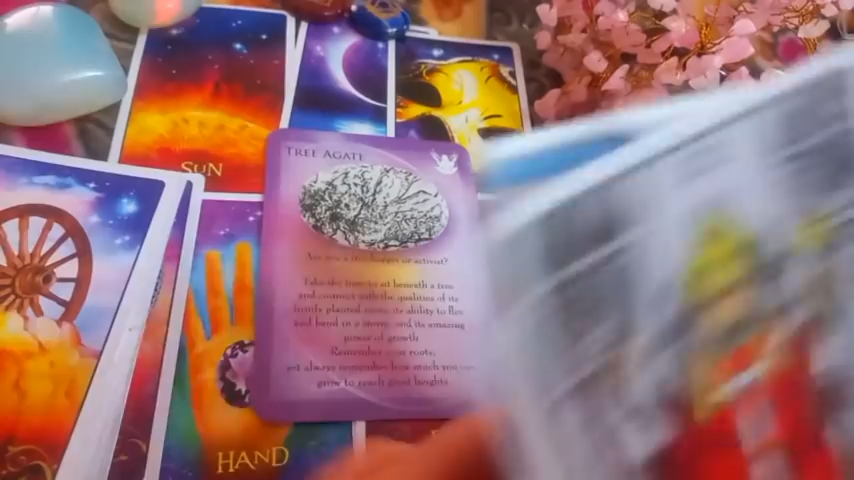 SUN
TREE AGATE
Are you a tree hugger or activist?
Take the time to sit beneath a tree
and connect with the qualities of its
firmly planted roots, its ability to flex
and bend in a storm, and its amazing
power of growth.
Remember your roots,
yet always remember how much you can
grow to reach great heights.
HAND